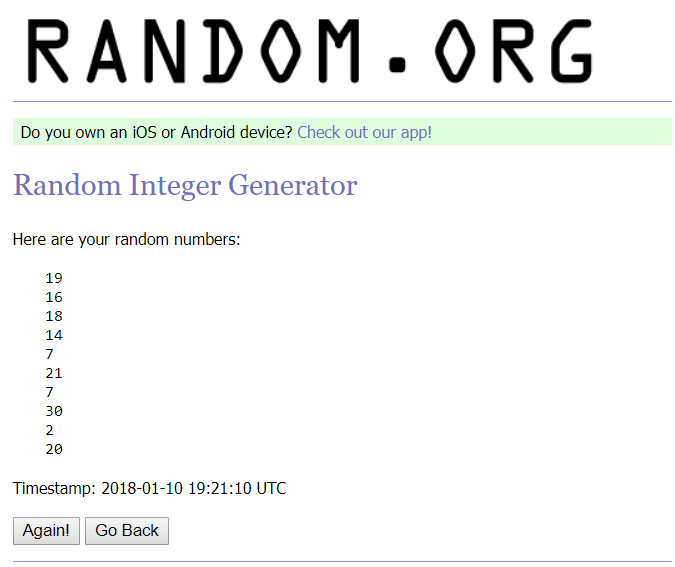 RANDOM.ORG
Do you own an iOS or Android device? Check out our app!
Random Integer Generator
Here are your random numbers:
19
16
18
14
7
21
7
30
2
20
Timestamp: 2018-01-10 19:21:10 UTC
Again! Go Back